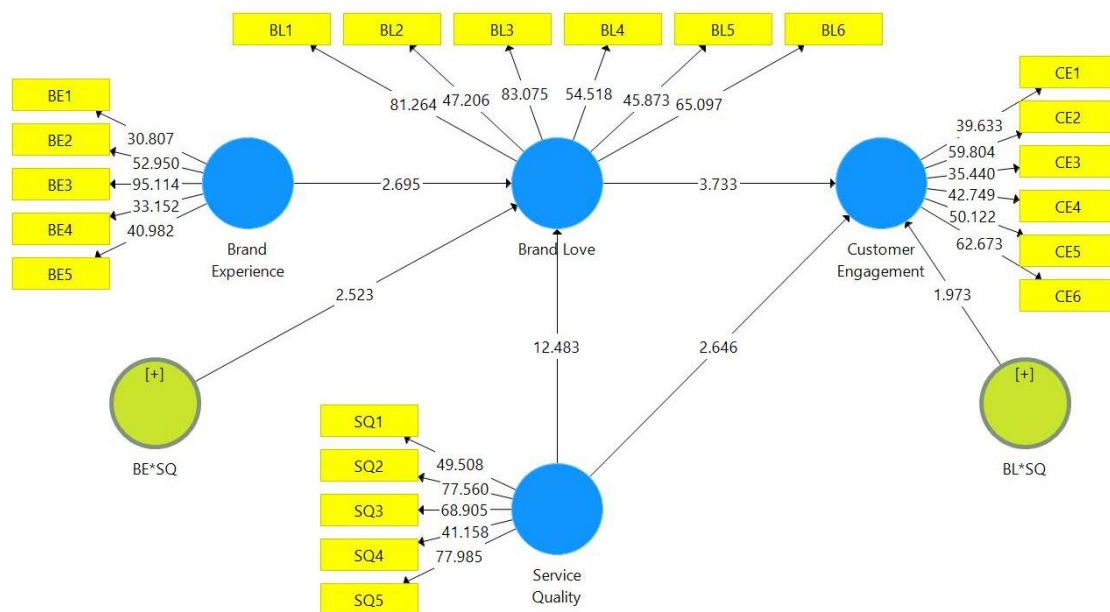 BL1
BL2
BL3
BL4
BL5
BL6
81.264
47.206
83.075
54.518
45.873
65.097
BE1
BE2
BE3
BE4
BE5
30.807
52.950
95.114
33.152
40.982
Brand
Experience
2.695
Brand Love
3.733
Customer
Engagement
CE1
CE2
CE3
CE4
CE5
CE6
39.633
59.804
35.440
42.749
50.122
62.673
2.523
12.483
2.646
1.973
[+]
BE*SQ
[+]
BL*SQ
SQ1
SQ2
SQ3
SQ4
SQ5
49.508
77.560
68.905
41.158
77.985
Service
Quality